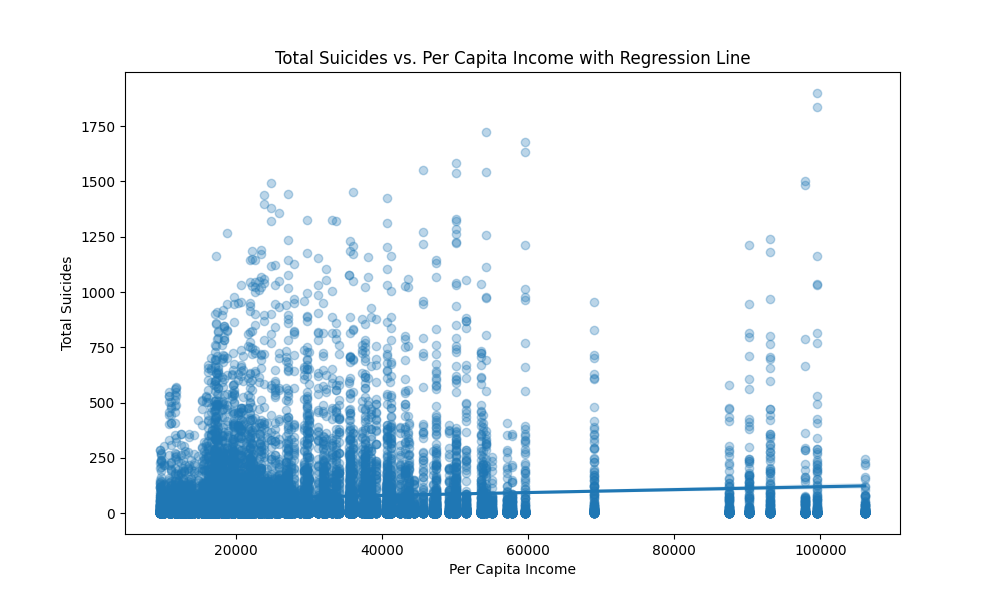 Total Suicides vs. Per Capita Income with Regression Line
1750
1500
1250
1000
750
500
250
0
Total Suicides
20000 40000 60000 80000 100000
Per Capita Income